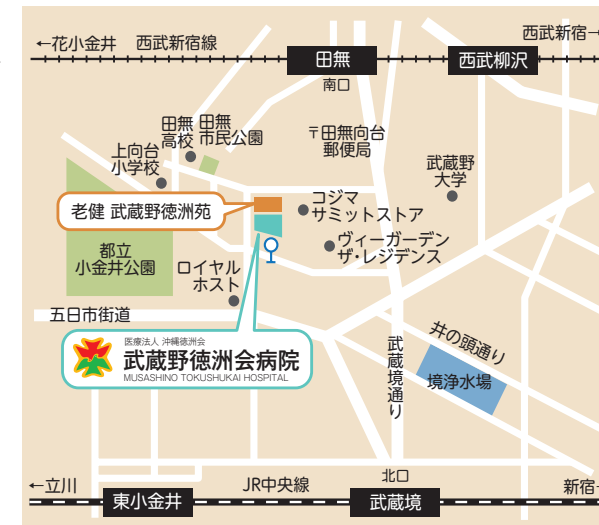 西武新宿→
←花小金井
西武新宿線
田無
西武柳沢
南口
田無
高校
田無
市民公園
〒田無向台
郵便局
上向台
小学校
武蔵野
大学
老健 武蔵野徳洲苑
コジマ
サミットストア
ヴィーガーデン
ザ・レジデンス
都立
小金井公園
ロイヤル
ホスト
五日市街道
医療法人 沖縄徳洲会
武蔵野徳洲会病院
MUSASHINO TOKUSHUKAI HOSPITAL
武蔵境通り
井の頭通り
境浄水場
←立川
JR中央線
北口
新宿→
東小金井
武蔵境